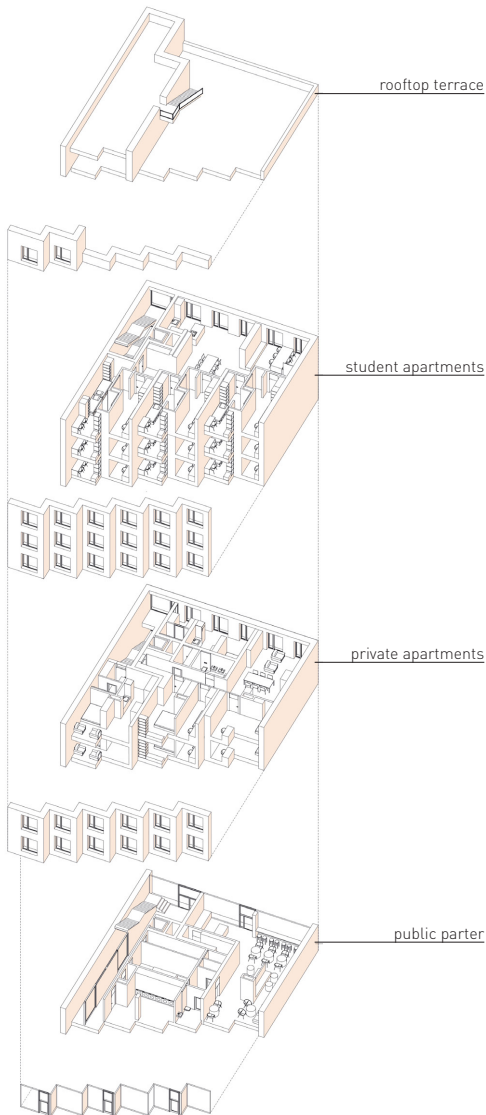 rooftop terrace
student apartments
private apartments
public parter